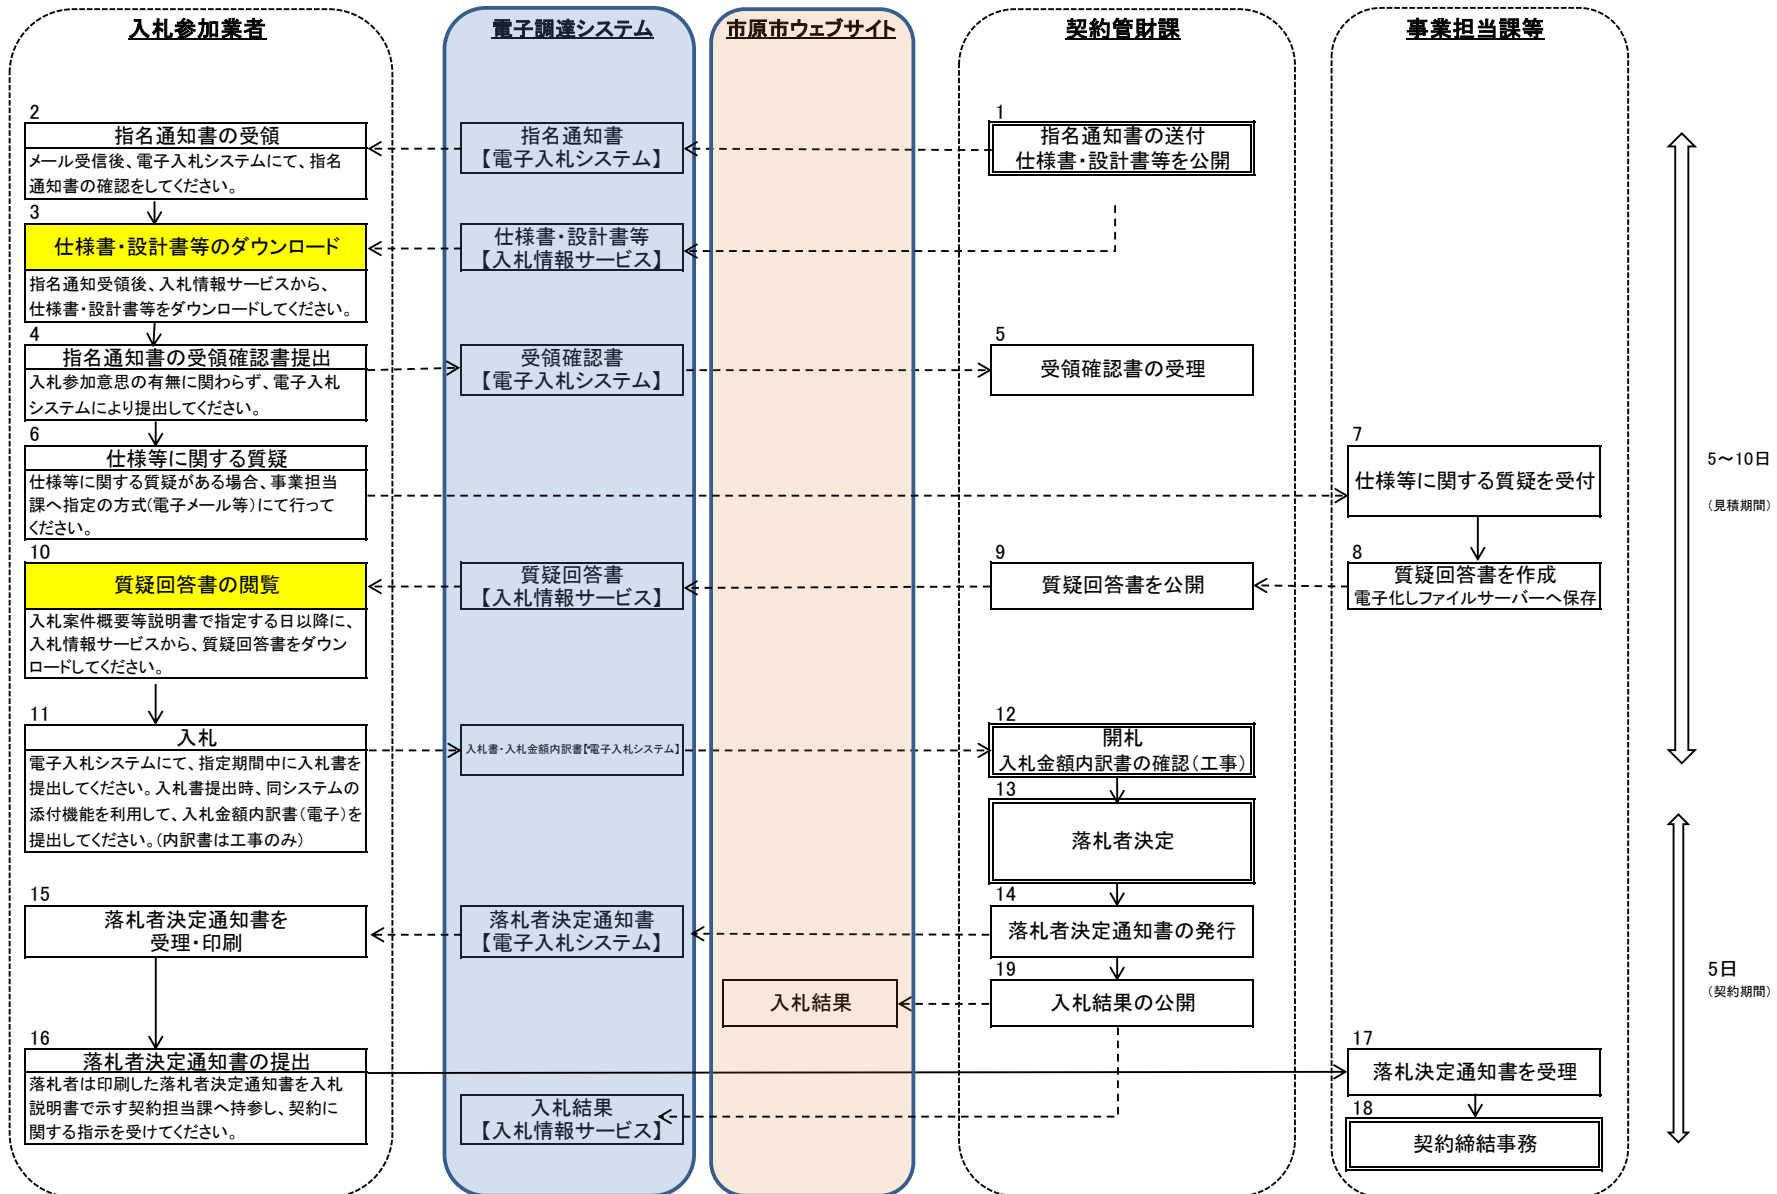 入札参加業者
電子調達システム
市原市ウェブサイト
契約管財課
事業担当課等
1
指名通知書の送付
仕様書・設計書等を公開
指名通知書
【電子入札システム】
2
指名通知書の受領
メール受信後、電子入札システムにて、指名
通知書の確認をしてください。
3
仕様書・設計書等のダウンロード
指名通知受領後、入札情報サービスから、
仕様書・設計書等をダウンロードしてください。
仕様書・設計書等
【入札情報サービス】
4
指名通知書の受領確認書提出
入札参加意思の有無に関わらず、電子入札
システムにより提出してください。
受領確認書
【電子入札システム】
5
受領確認書の受理
6
仕様等に関する質疑
仕様等に関する質疑がある場合、事業担当
課へ指定の方式(電子メール等)にて行って
ください。
7
仕様等に関する質疑を受付
8
質疑回答書を作成
電子化しファイルサーバーへ保存
9
質疑回答書を公開
質疑回答書
【入札情報サービス】
10
質疑回答書の閲覧
入札案件概要等説明書で指定する日以降に、
入札情報サービスから、質疑回答書をダウン
ロードしてください。
11
入札
電子入札システムにて、指定期間中に入札書を
提出してください。入札書提出時、同システムの
添付機能を利用して、入札金額内訳書(電子)を
提出してください。(内訳書は工事のみ)
入札書・入札金額内訳書【電子入札システム】
12
開札
入札金額内訳書の確認(工事)
13
落札者決定
14
落札者決定通知書の発行
落札者決定通知書
【電子入札システム】
15
落札者決定通知書を
受理・印刷
19
入札結果の公開
入札結果
16
落札者決定通知書の提出
落札者は印刷した落札者決定通知書を入札
説明書で示す契約担当課へ持参し、契約に
関する指示を受けてください。
入札結果
【入札情報サービス】
17
落札決定通知書を受理
18
契約締結事務
5～10日
(見積期間)
5日
(契約期間)